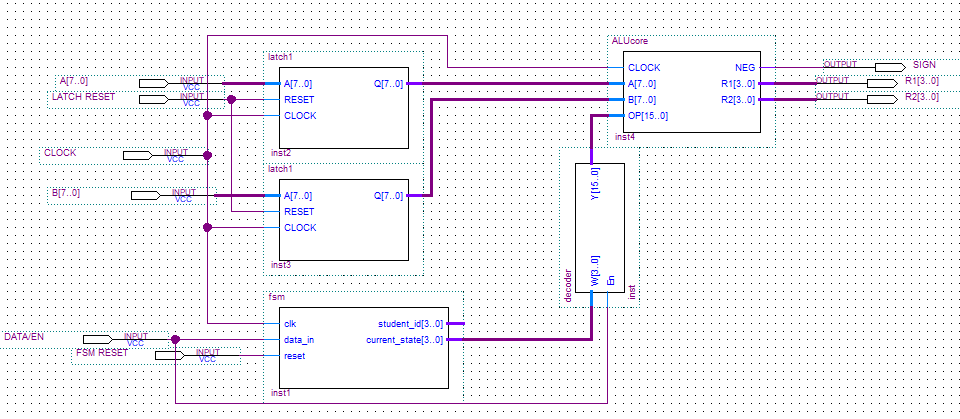 ALUcore
latch1
CLOCK NEG OUTPUT SIGN
A[7..0] INPUT VCC A[7..0] Q[7..0] A[7..0] R1[3..0] OUTPUT R1[3..0]
LATCH RESET INPUT VCC RESET B[7..0] R2[3..0] OUTPUT R2[3..0]
CLOCK OP[15..0]
inst4
inst2
CLOCK INPUT VCC
latch1
B[7..0] INPUT VCC A[7..0] Q[7..0]
RESET
CLOCK
inst3
Y[15..0]
W[3..0]
En
decoder
inst
fsm
clk student_id[3..0]
DATA/EN INPUT VCC data_in current_state[3..0]
FSM RESET INPUT VCC reset
inst1